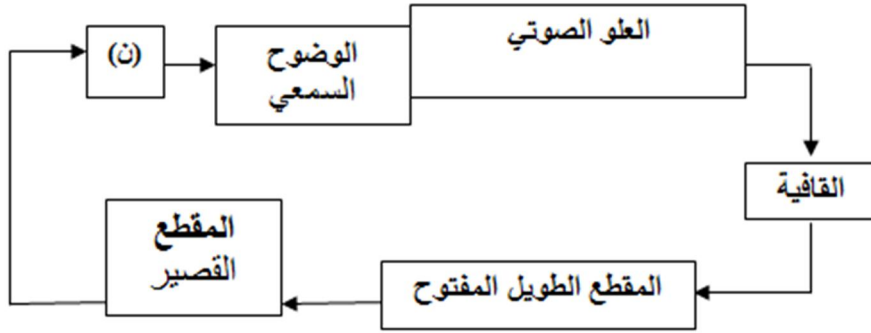 (ن)
الوضوح
السمعي
العلو الصوتي
القافية
المقطع الطويل المفتوح
المقطع
القصير